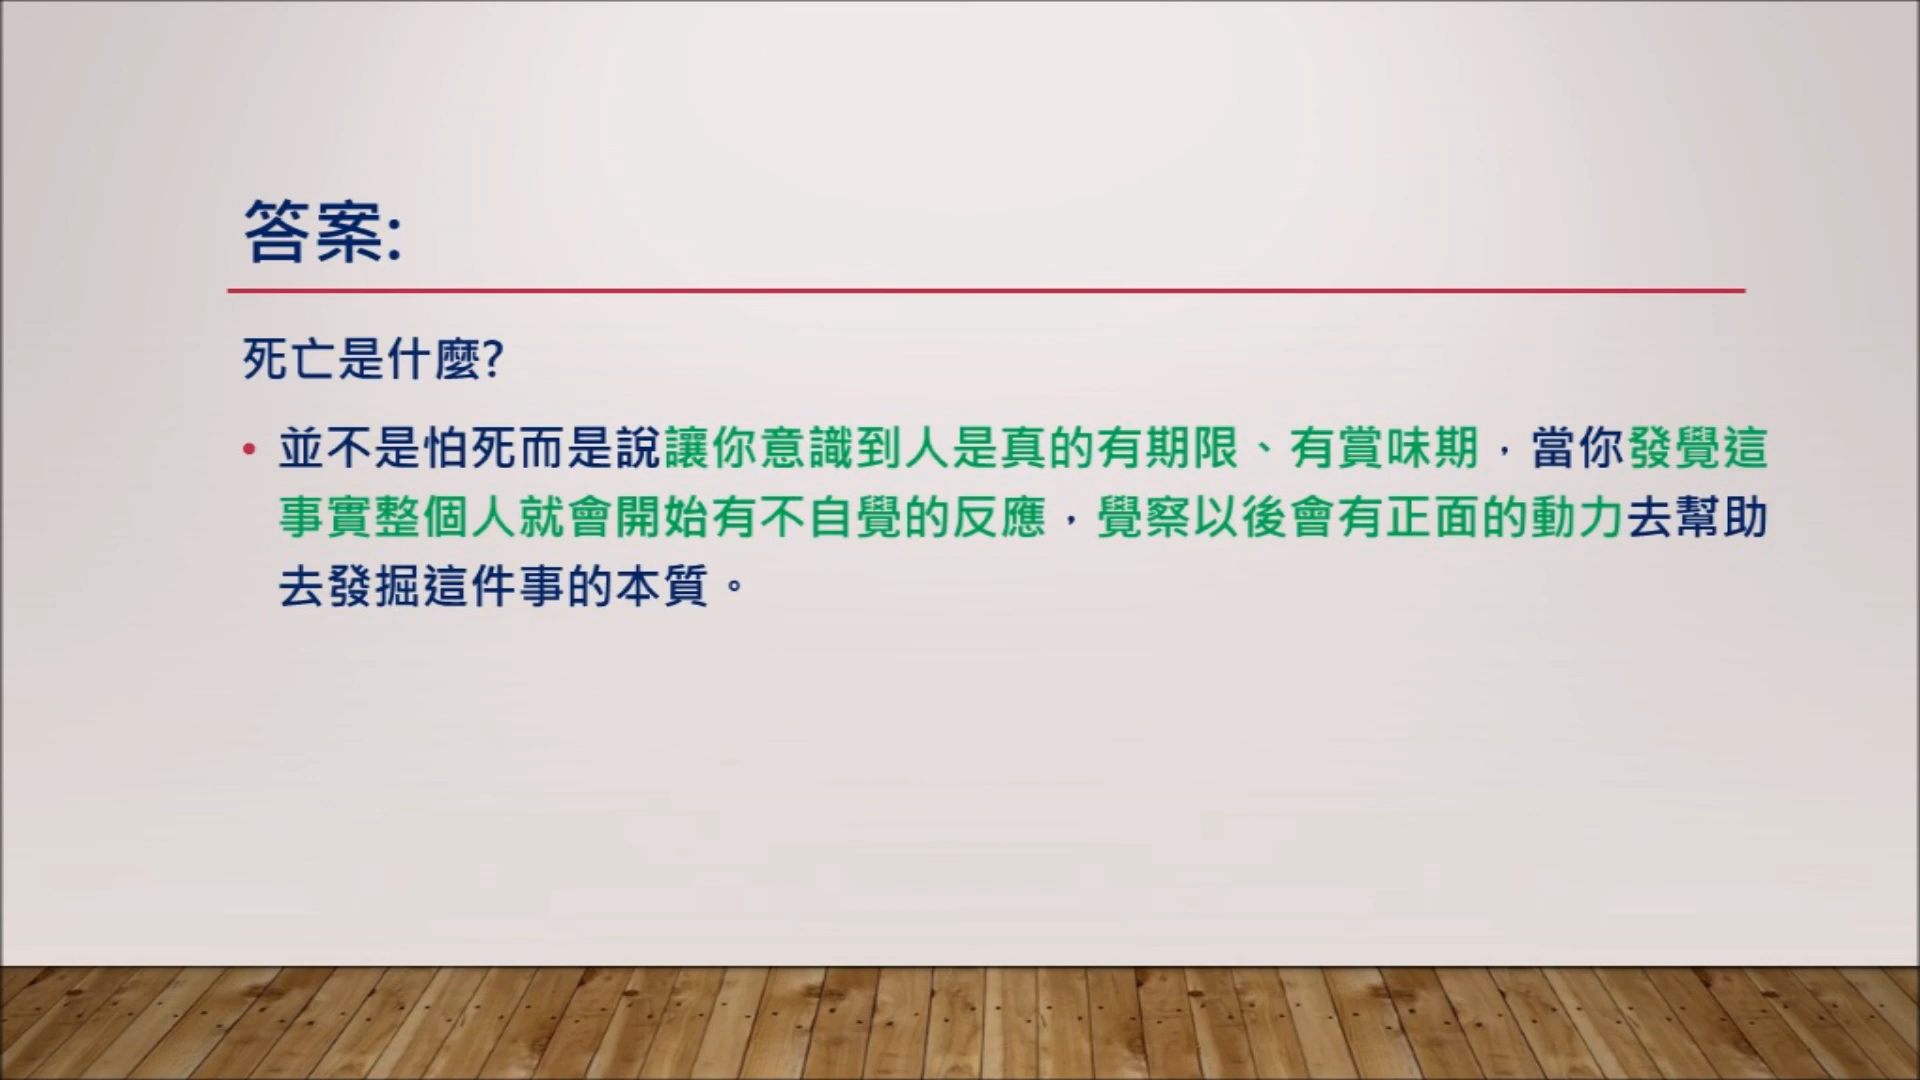 答案:
死亡是什麼?
• 並不是怕死而是說讓你意識到人是真的有期限、有賞味期，當你發覺這
事實整個人就會開始有不自覺的反應，覺察以後會有正面的動力去幫助
去發掘這件事的本質。